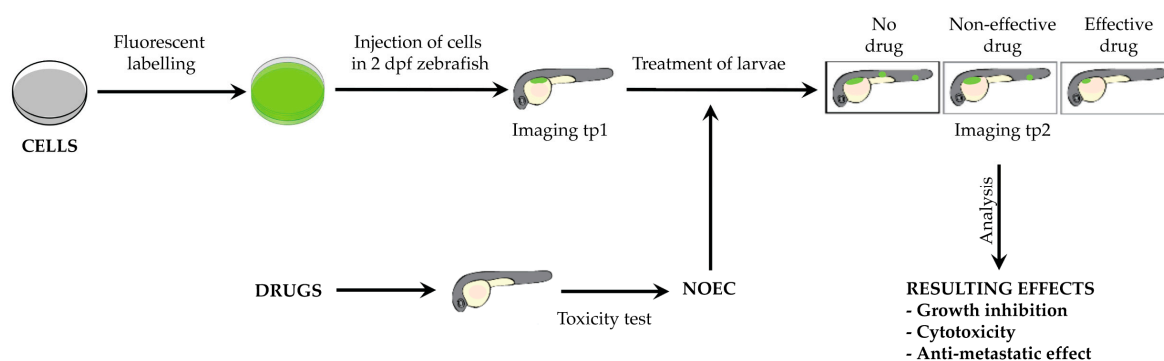 Fluorescent
labelling
Injection of cells
in 2 dpf zebrafish
Treatment of larvae
No
drug
Non-effective
drug
Effective
drug
CELLS
Imaging tp1
Imaging tp2
Analysis
DRUGS
Toxicity test
NOEC
RESULTING EFFECTS
- Growth inhibition
- Cytotoxicity
- Anti-metastatic effect